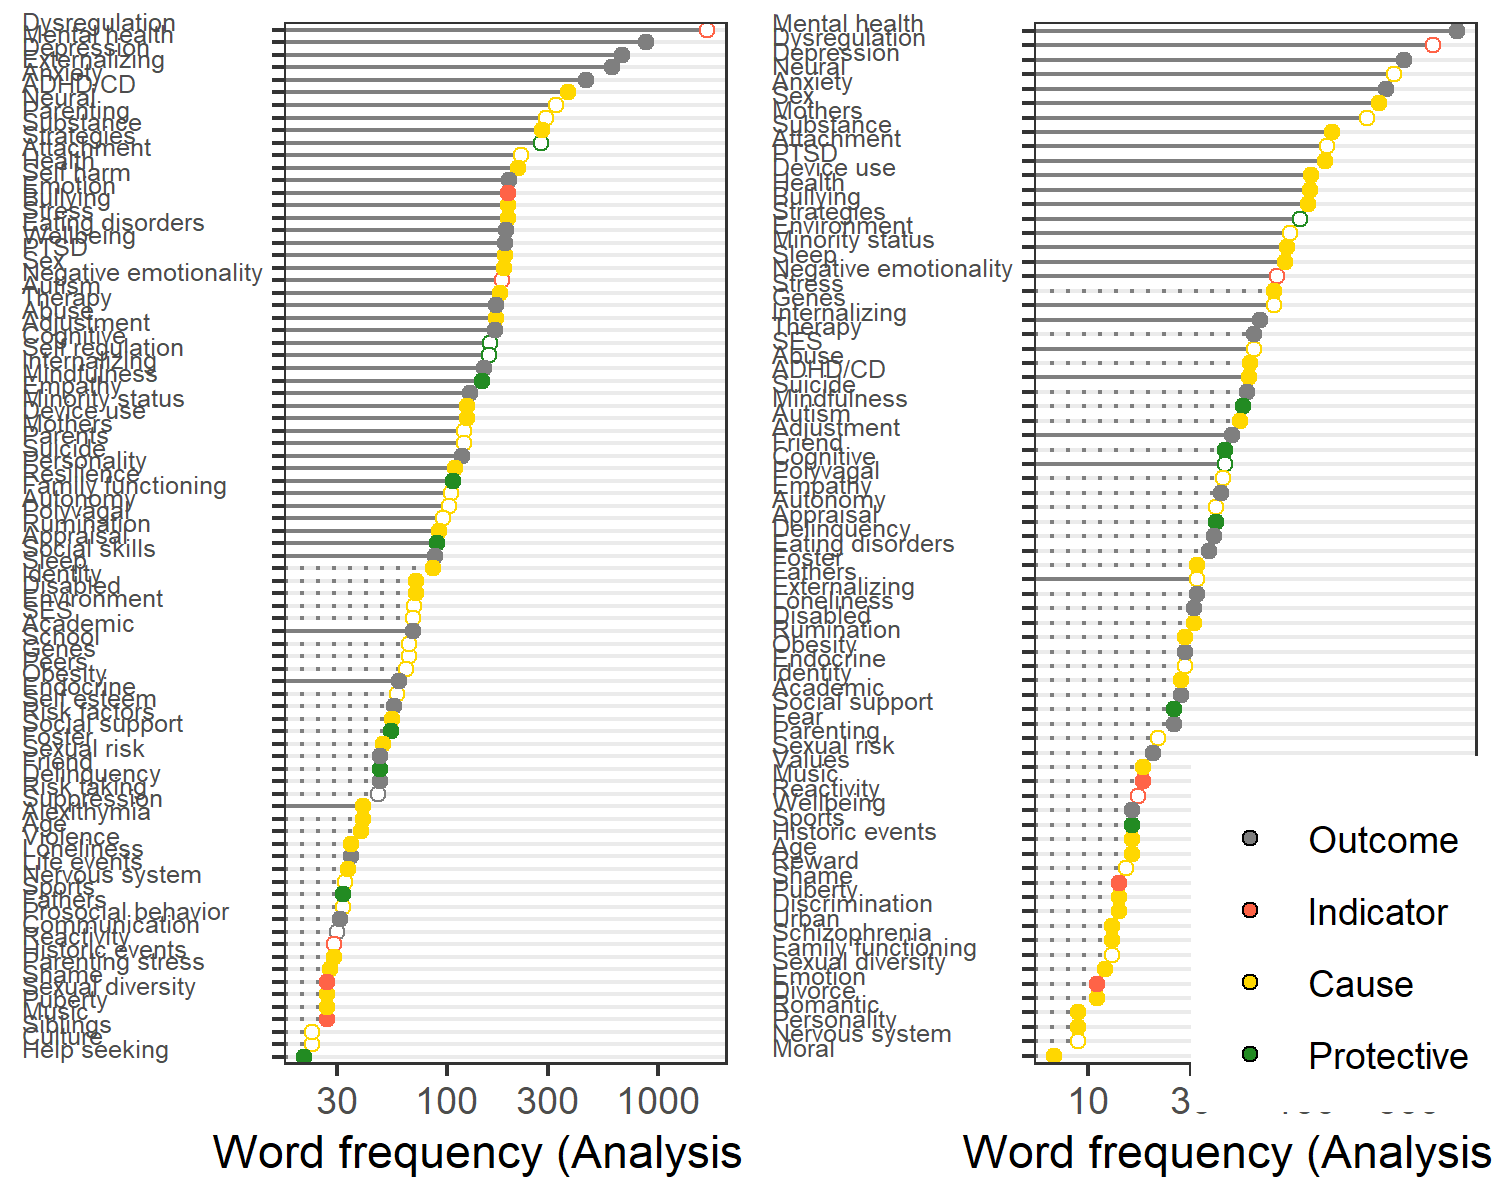 Dysregulation
Mental health
Depression
Externalizing
Anxiety
ADHD/CD
Neural
Parenting
Substance
Strategies
Attachment
Health
Self harm
Emotion
Bullying
Stress
Eating disorders
Wellbeing
PTSD
Sex
Negative emotionality
Autism
Therapy
Abuse
Adjustment
Cognitive
Self regulation
Internalizing
Mindfulness
Empathy
Minority status
Device use
Mothers
Parents
Suicide
Personality
Resilience
Family functioning
Autonomy
Polyvagal
Rumination
Appraisal
Social skills
Sleep
Identity
Disabled
Environment
SES
Academic
School
Genes
Peers
Obesity
Endocrine
Self esteem
Risk factors
Social support
Foster
Sexual risk
Friend
Delinquency
Risk taking
Suppression
Alexithymia
Age
Violence
Loneliness
Life events
Nervous system
Sports
Fathers
Prosocial behavior
Communication
Reactivity
Historic events
Parenting stress
Shame
Sexual diversity
Puberty
Music
Siblings
Culture
Help seeking
30 100 300 1000
Word frequency (Analysis
Mental health
Dysregulation
Depression
Neural
Anxiety
Sex
Mothers
Substance
Attachment
PTSD
Device use
Health
Bullying
Strategies
Environment
Minority status
Sleep
Negative emotionality
Stress
Genes
Internalizing
Therapy
SES
Abuse
ADHD/CD
Suicide
Mindfulness
Autism
Adjustment
Friend
Cognitive
Polyvagal
Empathy
Autonomy
Appraisal
Delinquency
Eating disorders
Foster
Fathers
Externalizing
Loneliness
Disabled
Rumination
Obesity
Endocrine
Identity
Academic
Social support
Fear
Parenting
Sexual risk
Values
Music
Reactivity
Wellbeing
Sports
Historic events
Age
Reward
Shame
Puberty
Discrimination
Urban
Schizophrenia
Family functioning
Sexual diversity
Emotion
Divorce
Romantic
Personality
Nervous system
Moral
10
Word frequency (Analysis
Outcome
Indicator
Cause
Protective